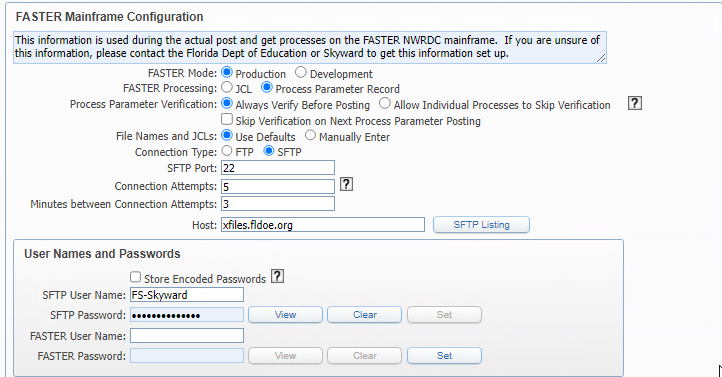 FASTER Mainframe Configuration
This information is used during the actual post and get processes on the FASTER NWRDC mainframe. If you are unsure of
this information, please contact the Florida Dept of Education or Skyward to get this information set up.
FASTER Mode: Production Development
FASTER Processing: JCL Process Parameter Record
Process Parameter Verification: Always Verify Before Posting Allow Individual Processes to Skip Verification ?
Skip Verification on Next Process Parameter Posting
File Names and JCLs: Use Defaults Manually Enter
Connection Type: FTP SFTP
SFTP Port: 22
Connection Attempts: 5 ?
Minutes between Connection Attempts: 3
Host: xfiles.fldoe.org SFTP Listing
User Names and Passwords
Store Encoded Passwords ?
SFTP User Name: FS-Skyward
SFTP Password: •••••••••••••• View Clear Set
FASTER User Name:
FASTER Password: View Clear Set